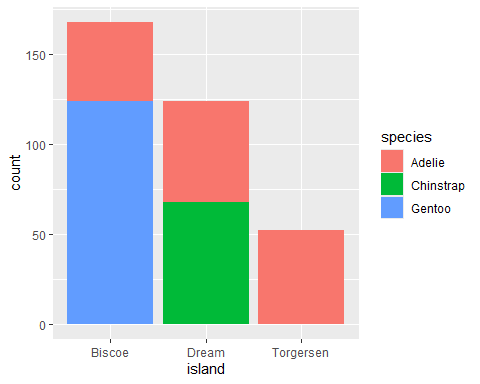 150
100
50
0
count
Biscoe Dream Torgersen
island
species
Adelie
Chinstrap
Gentoo